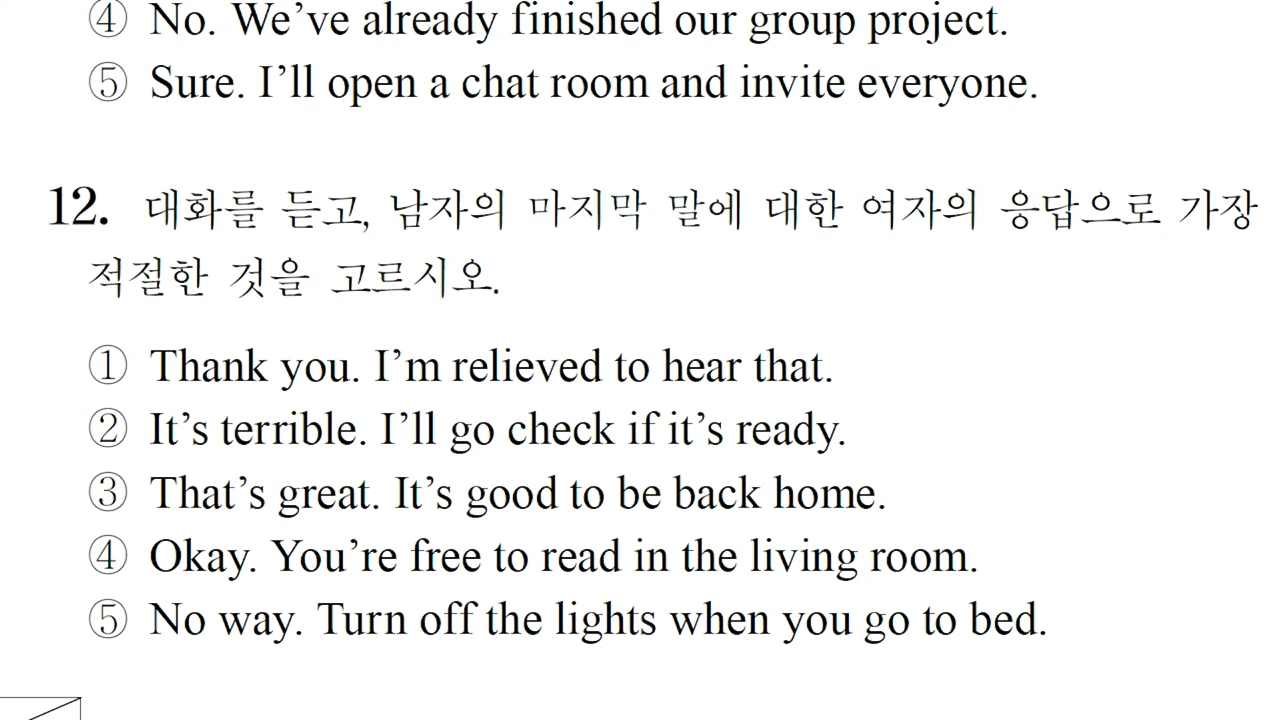 ④ No. We’ve already finished our group project.
⑤ Sure. I’ll open a chat room and invite everyone.
12. 대화를 듣고, 남자의 마지막 말에 대한 여자의 응답으로 가장
적절한 것을 고르시오.
① Thank you. I’m relieved to hear that.
② It’s terrible. I’ll go check if it’s ready.
③ That’s great. It’s good to be back home.
④ Okay. You’re free to read in the living room.
⑤ No way. Turn off the lights when you go to bed.